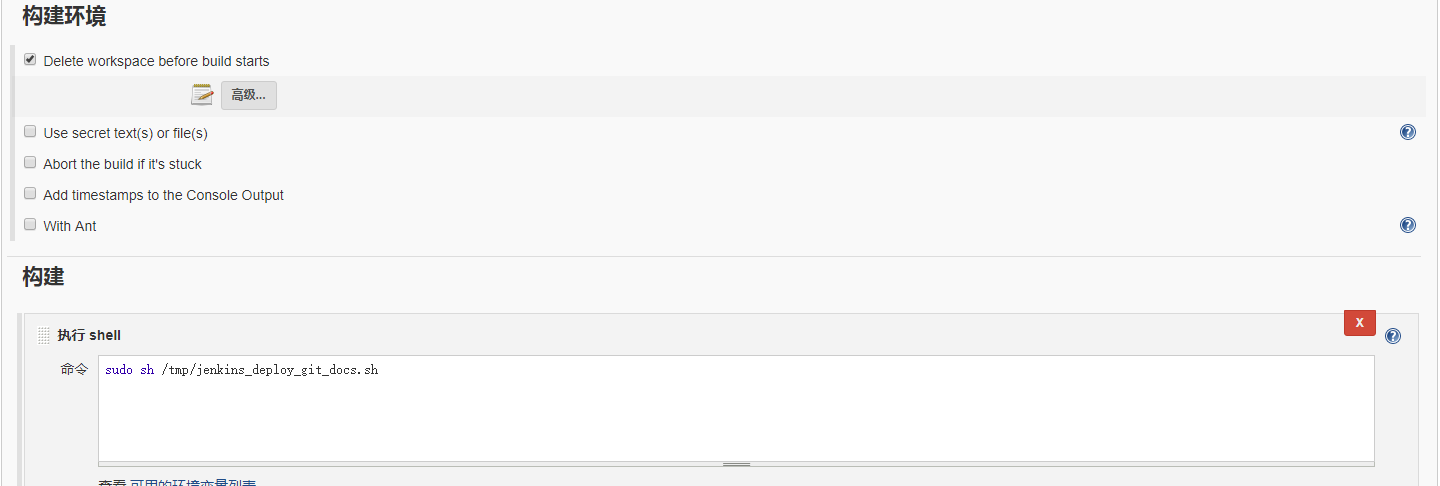 构建环境
Delete workspace before build starts
高级...
Use secret text(s) or file(s)
Abort the build if it's stuck
Add timestamps to the Console Output
With Ant
构建
X
执行 shell
命令
sudo sh /tmp/jenkins_deploy_git_docs.sh
查看 可用的环境变量列表